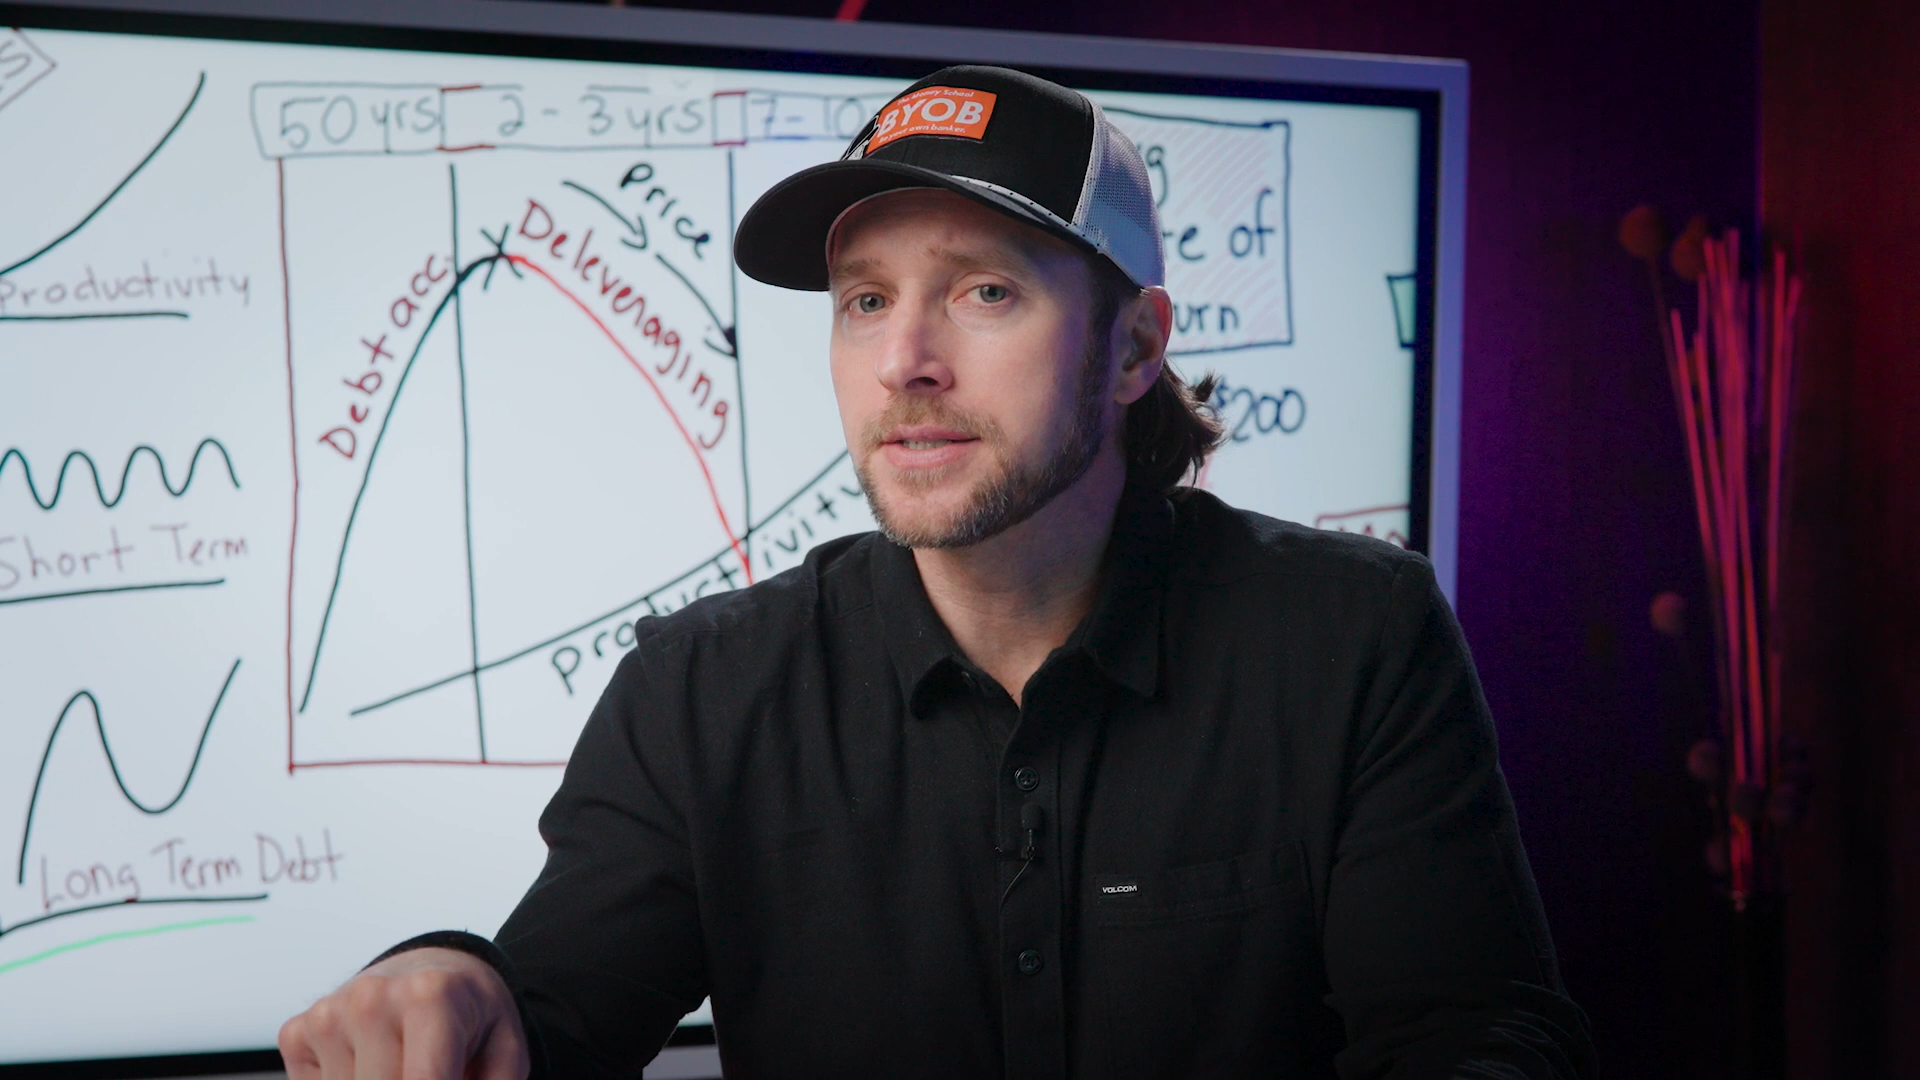 50 yrs 2 - 3 yrs 7-10
Productivity
Short Term
Long Term Debt
Debt acc.
Deleveraging
Price
Productivity
The Money School
BYOB
Be your own banker.
te of
urn
$200
VOLCOM